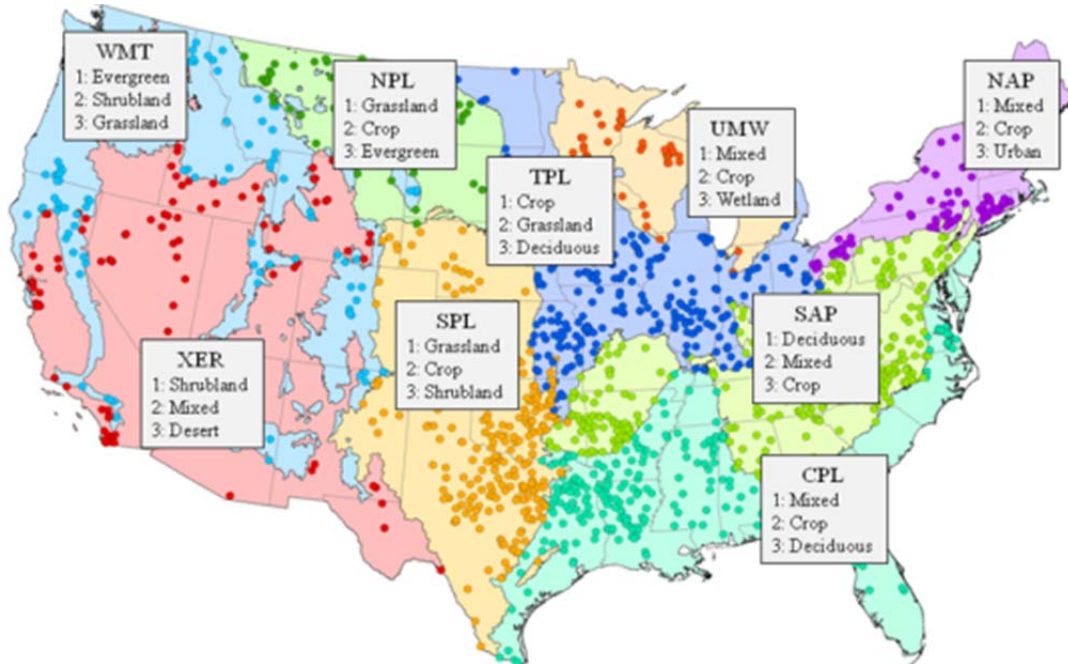 WMT
1: Evergreen
2: Shrubland
3: Grassland
NPL
1: Grassland
2: Crop
3: Evergreen
NAP
1: Mixed
2: Crop
3: Urban
UMW
1: Mixed
2: Crop
3: Wetland
TPL
1: Crop
2: Grassland
3: Deciduous
SPL
1: Grassland
2: Crop
3: Shrubland
SAP
1: Deciduous
2: Mixed
3: Crop
XER
1: Shrubland
2: Mixed
3: Desert
CPL
1: Mixed
2: Crop
3: Deciduous